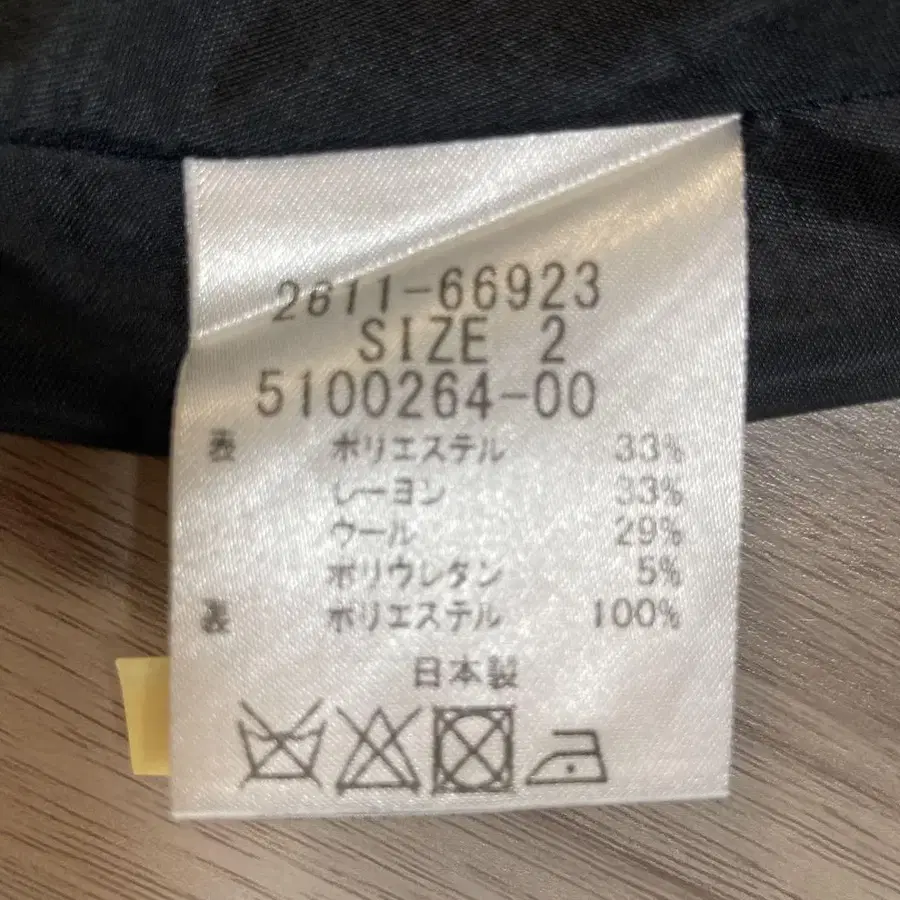 2611-66923
SIZE 2
5100264-00
表 ポリエステル 33%
レーヨン 33%
ウール 29%
ポリウレタン 5%
裏 ポリエステル 100%
日本製